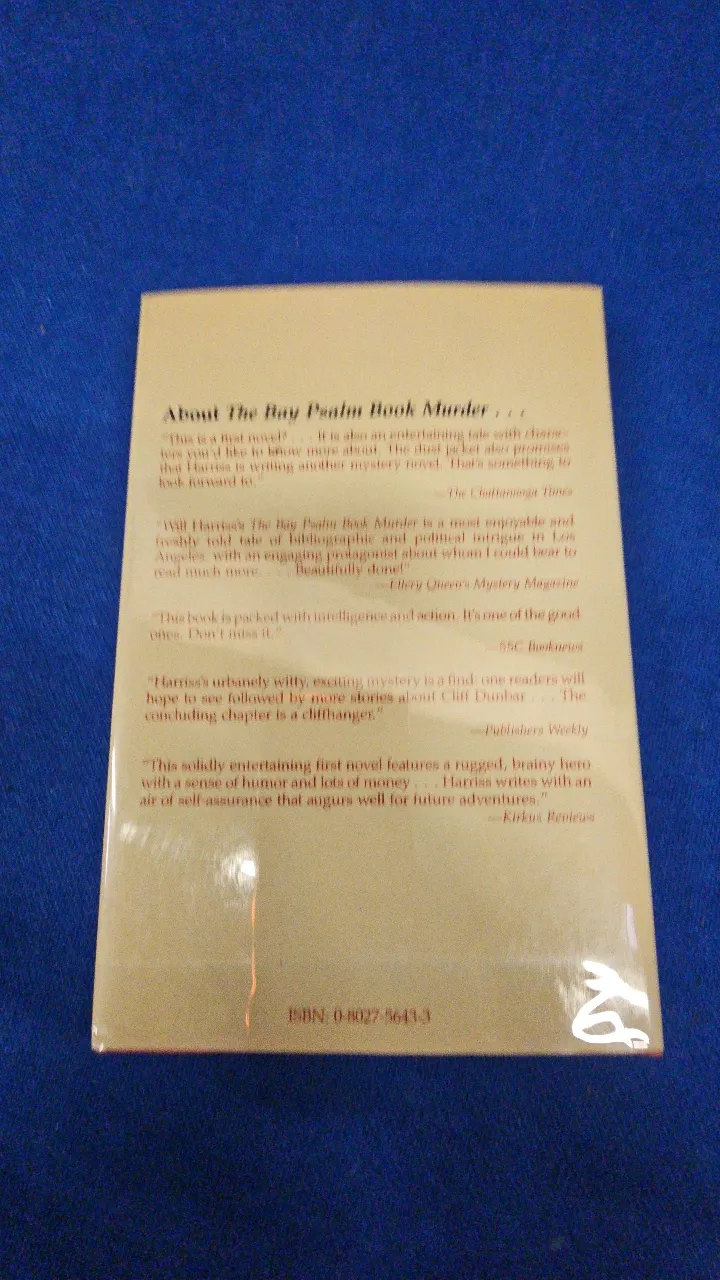 About The Bay Psalm Book Murder . . .
"This is a first novel? . . . It is also an entertaining tale with charac-
ters you'd like to know more about. The dust jacket also promises
that Harriss is writing another mystery novel. That's something to
look forward to."
—The Chattanooga Times
"Will Harriss's The Bay Psalm Book Murder is a most enjoyable and
freshly told tale of bibliographic and political intrigue in Los
Angeles, with an engaging protagonist about whom I could bear to
read much more. . . . Beautifully done!"
—Ellery Queen's Mystery Magazine
"This book is packed with intelligence and action. It's one of the good
ones. Don't miss it."
—SSC Booknews
"Harriss's urbanely witty, exciting mystery is a find: one readers will
hope to see followed by more stories about Cliff Dunbar . . . The
concluding chapter is a cliffhanger."
—Publishers Weekly
"This solidly entertaining first novel features a rugged, brainy hero
with a sense of humor and lots of money . . . Harriss writes with an
air of self-assurance that augurs well for future adventures."
—Kirkus Reviews
ISBN: 0-8027-5643-3